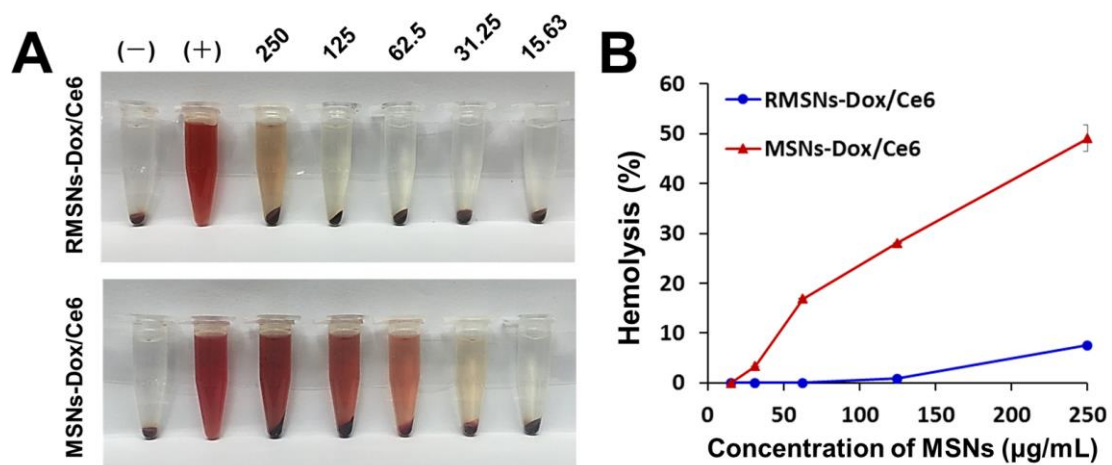 A
(−) (+) 250 125 62.5 31.25 15.63
RMSNs-Dox/Ce6
MSNs-Dox/Ce6
B
60
50
40
30
20
10
0
Hemolysis (%)
RMSNs-Dox/Ce6
MSNs-Dox/Ce6
0 50 100 150 200 250
Concentration of MSNs (µg/mL)